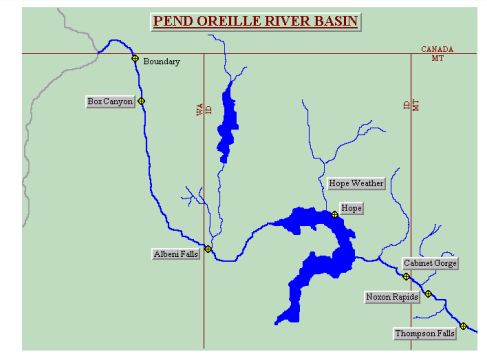 PEND OREILLE RIVER BASIN
CANADA
MT
Boundary
Box Canyon
WA
ID
ID
MT
Hope Weather
Hope
Albeni Falls
Cabinet Gorge
Noxon Rapids
Thompson Falls